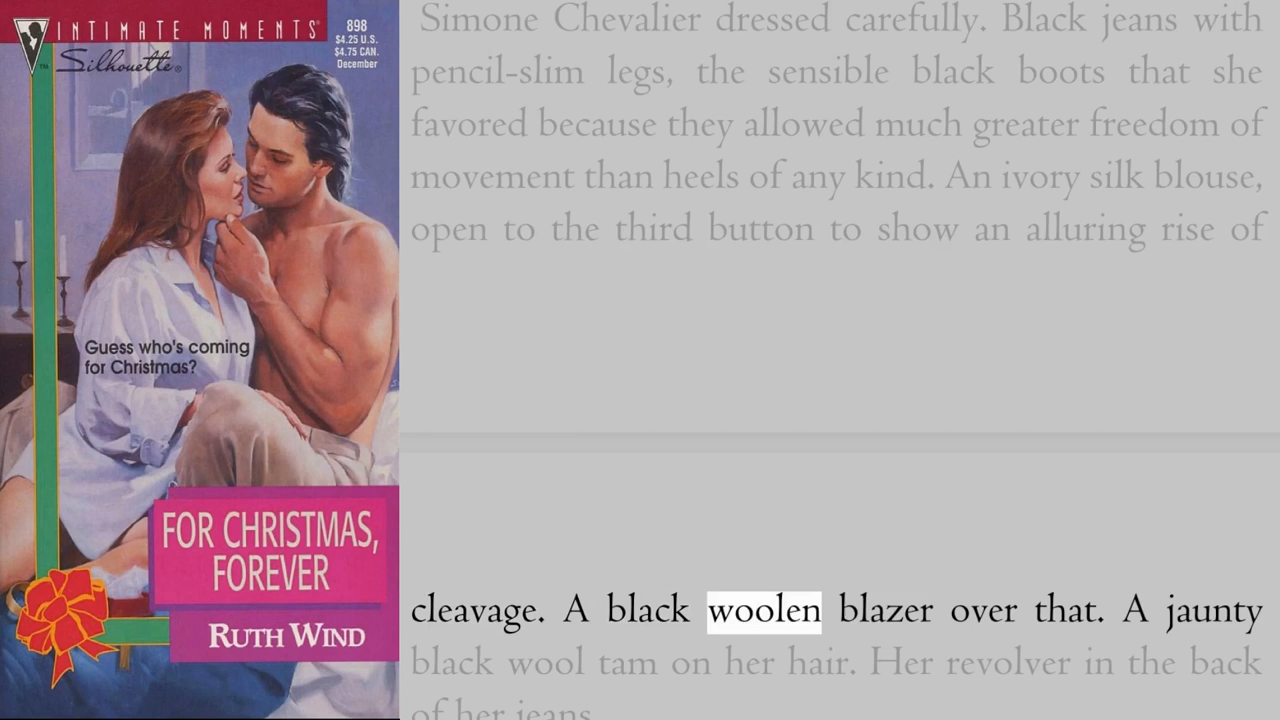 INTIMATE MOMENTS®
Silhouette®
898
$4.25 U.S.
$4.75 CAN.
December
TM
Guess who's coming
for Christmas?
FOR CHRISTMAS,
FOREVER
RUTH WIND
Simone Chevalier dressed carefully. Black jeans with
pencil-slim legs, the sensible black boots that she
favored because they allowed much greater freedom of
movement than heels of any kind. An ivory silk blouse,
open to the third button to show an alluring rise of
cleavage. A black woolen blazer over that. A jaunty
black wool tam on her hair. Her revolver in the back
of her jeans.